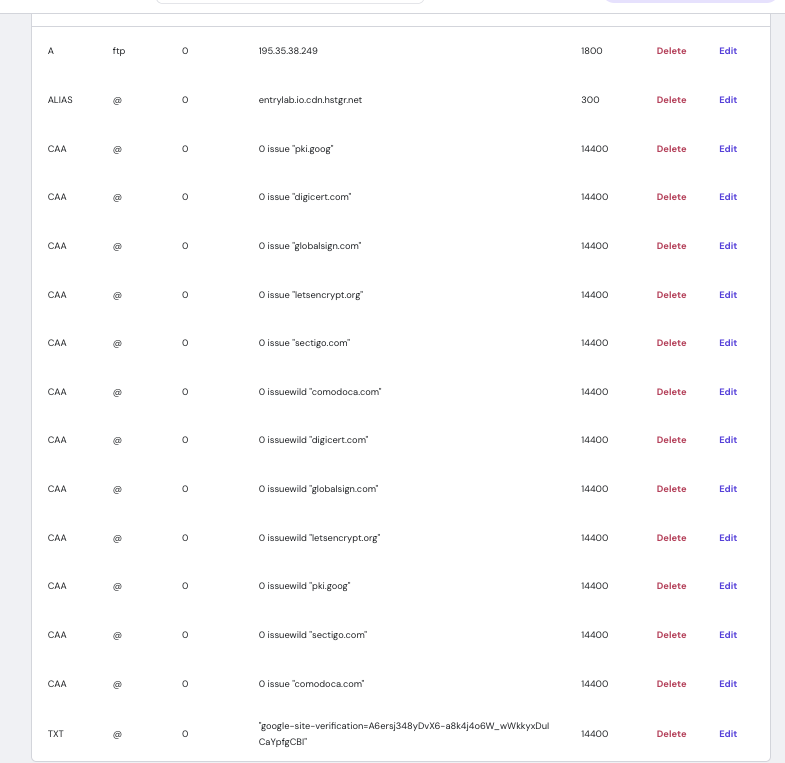 A ftp 0 195.35.38.249 1800 Delete Edit
ALIAS @ 0 entrylab.io.cdn.hstgr.net 300 Delete Edit
CAA @ 0 0 issue "pki.goog" 14400 Delete Edit
CAA @ 0 0 issue "digicert.com" 14400 Delete Edit
CAA @ 0 0 issue "globalsign.com" 14400 Delete Edit
CAA @ 0 0 issue "letsencrypt.org" 14400 Delete Edit
CAA @ 0 0 issue "sectigo.com" 14400 Delete Edit
CAA @ 0 0 issuewild "comodoca.com" 14400 Delete Edit
CAA @ 0 0 issuewild "digicert.com" 14400 Delete Edit
CAA @ 0 0 issuewild "globalsign.com" 14400 Delete Edit
CAA @ 0 0 issuewild "letsencrypt.org" 14400 Delete Edit
CAA @ 0 0 issuewild "pki.goog" 14400 Delete Edit
CAA @ 0 0 issuewild "sectigo.com" 14400 Delete Edit
CAA @ 0 0 issue "comodoca.com" 14400 Delete Edit
TXT @ 0 "google-site-verification=A6ersj348yDvX6-a8k4j4o6W_wWkkyxDuI 14400 Delete Edit
CaYpfgCBI"